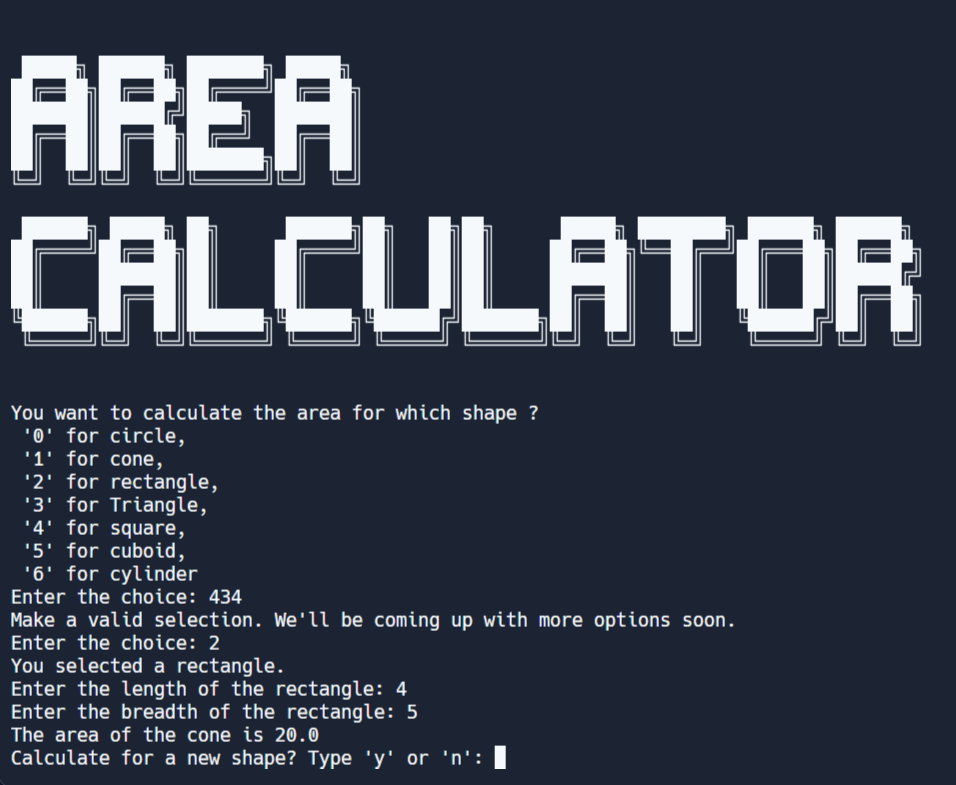 AREA
CALCULATOR
You want to calculate the area for which shape ?
'0' for circle,
'1' for cone,
'2' for rectangle,
'3' for Triangle,
'4' for square,
'5' for cuboid,
'6' for cylinder
Enter the choice: 434
Make a valid selection. We'll be coming up with more options soon.
Enter the choice: 2
You selected a rectangle.
Enter the length of the rectangle: 4
Enter the breadth of the rectangle: 5
The area of the cone is 20.0
Calculate for a new shape? Type 'y' or 'n':